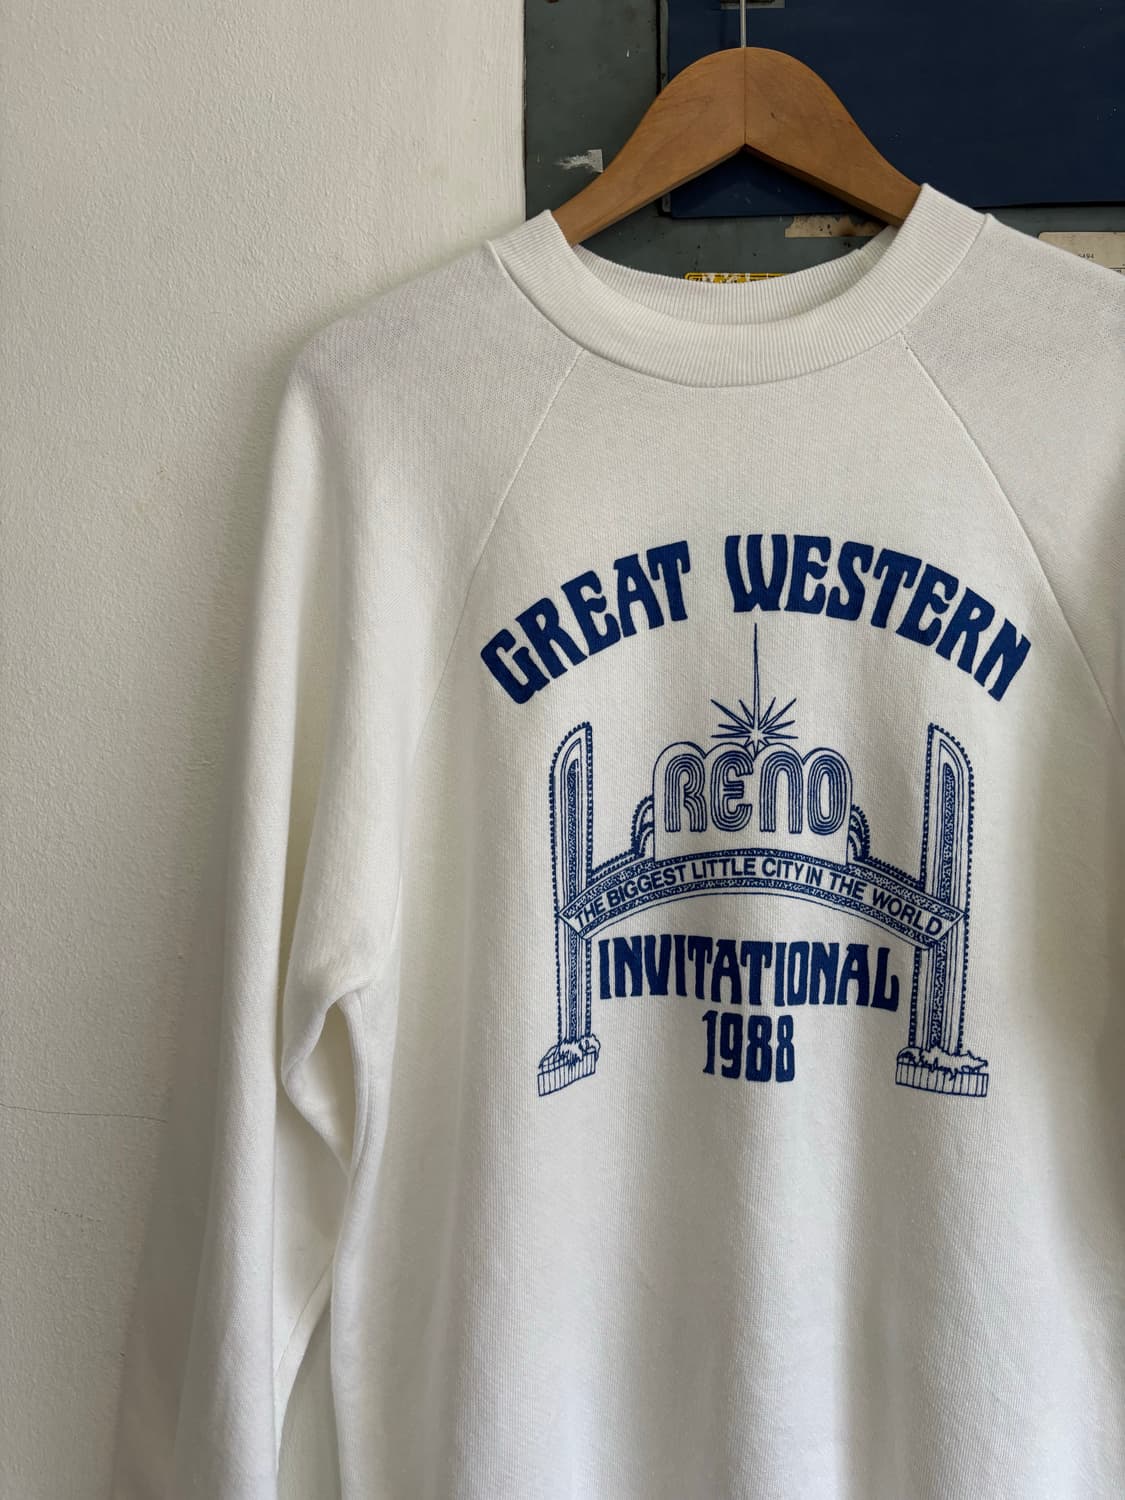 GREAT WESTERN
RENO
THE BIGGEST LITTLE CITY IN THE WORLD
INVITATIONAL
1988